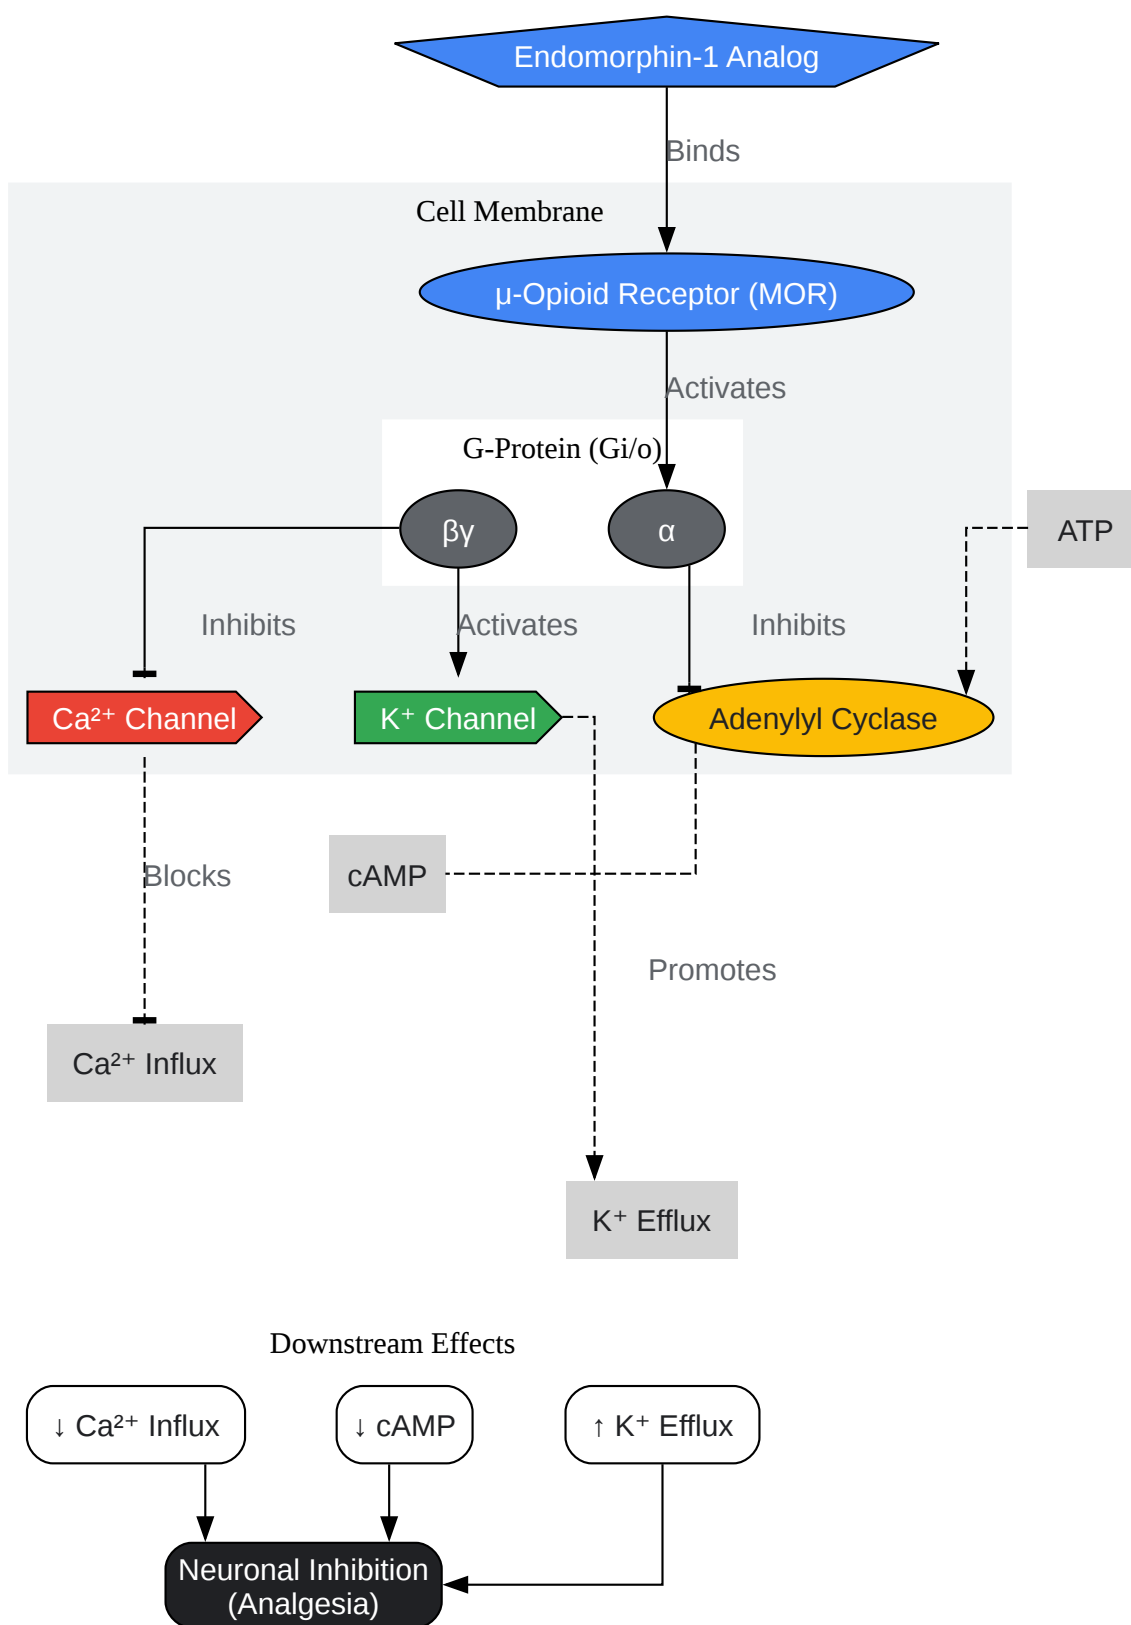 Endomorphin-1 Analog
Binds
Cell Membrane
μ-Opioid Receptor (MOR)
Activates
G-Protein (Gi/o)
βγ
α
ATP
Inhibits
Activates
Inhibits
Ca²⁺ Channel
K⁺ Channel
Adenylyl Cyclase
cAMP
Blocks
Promotes
Ca²⁺ Influx
K⁺ Efflux
Downstream Effects
↓ Ca²⁺ Influx
↓ cAMP
↑ K⁺ Efflux
Neuronal Inhibition
(Analgesia)